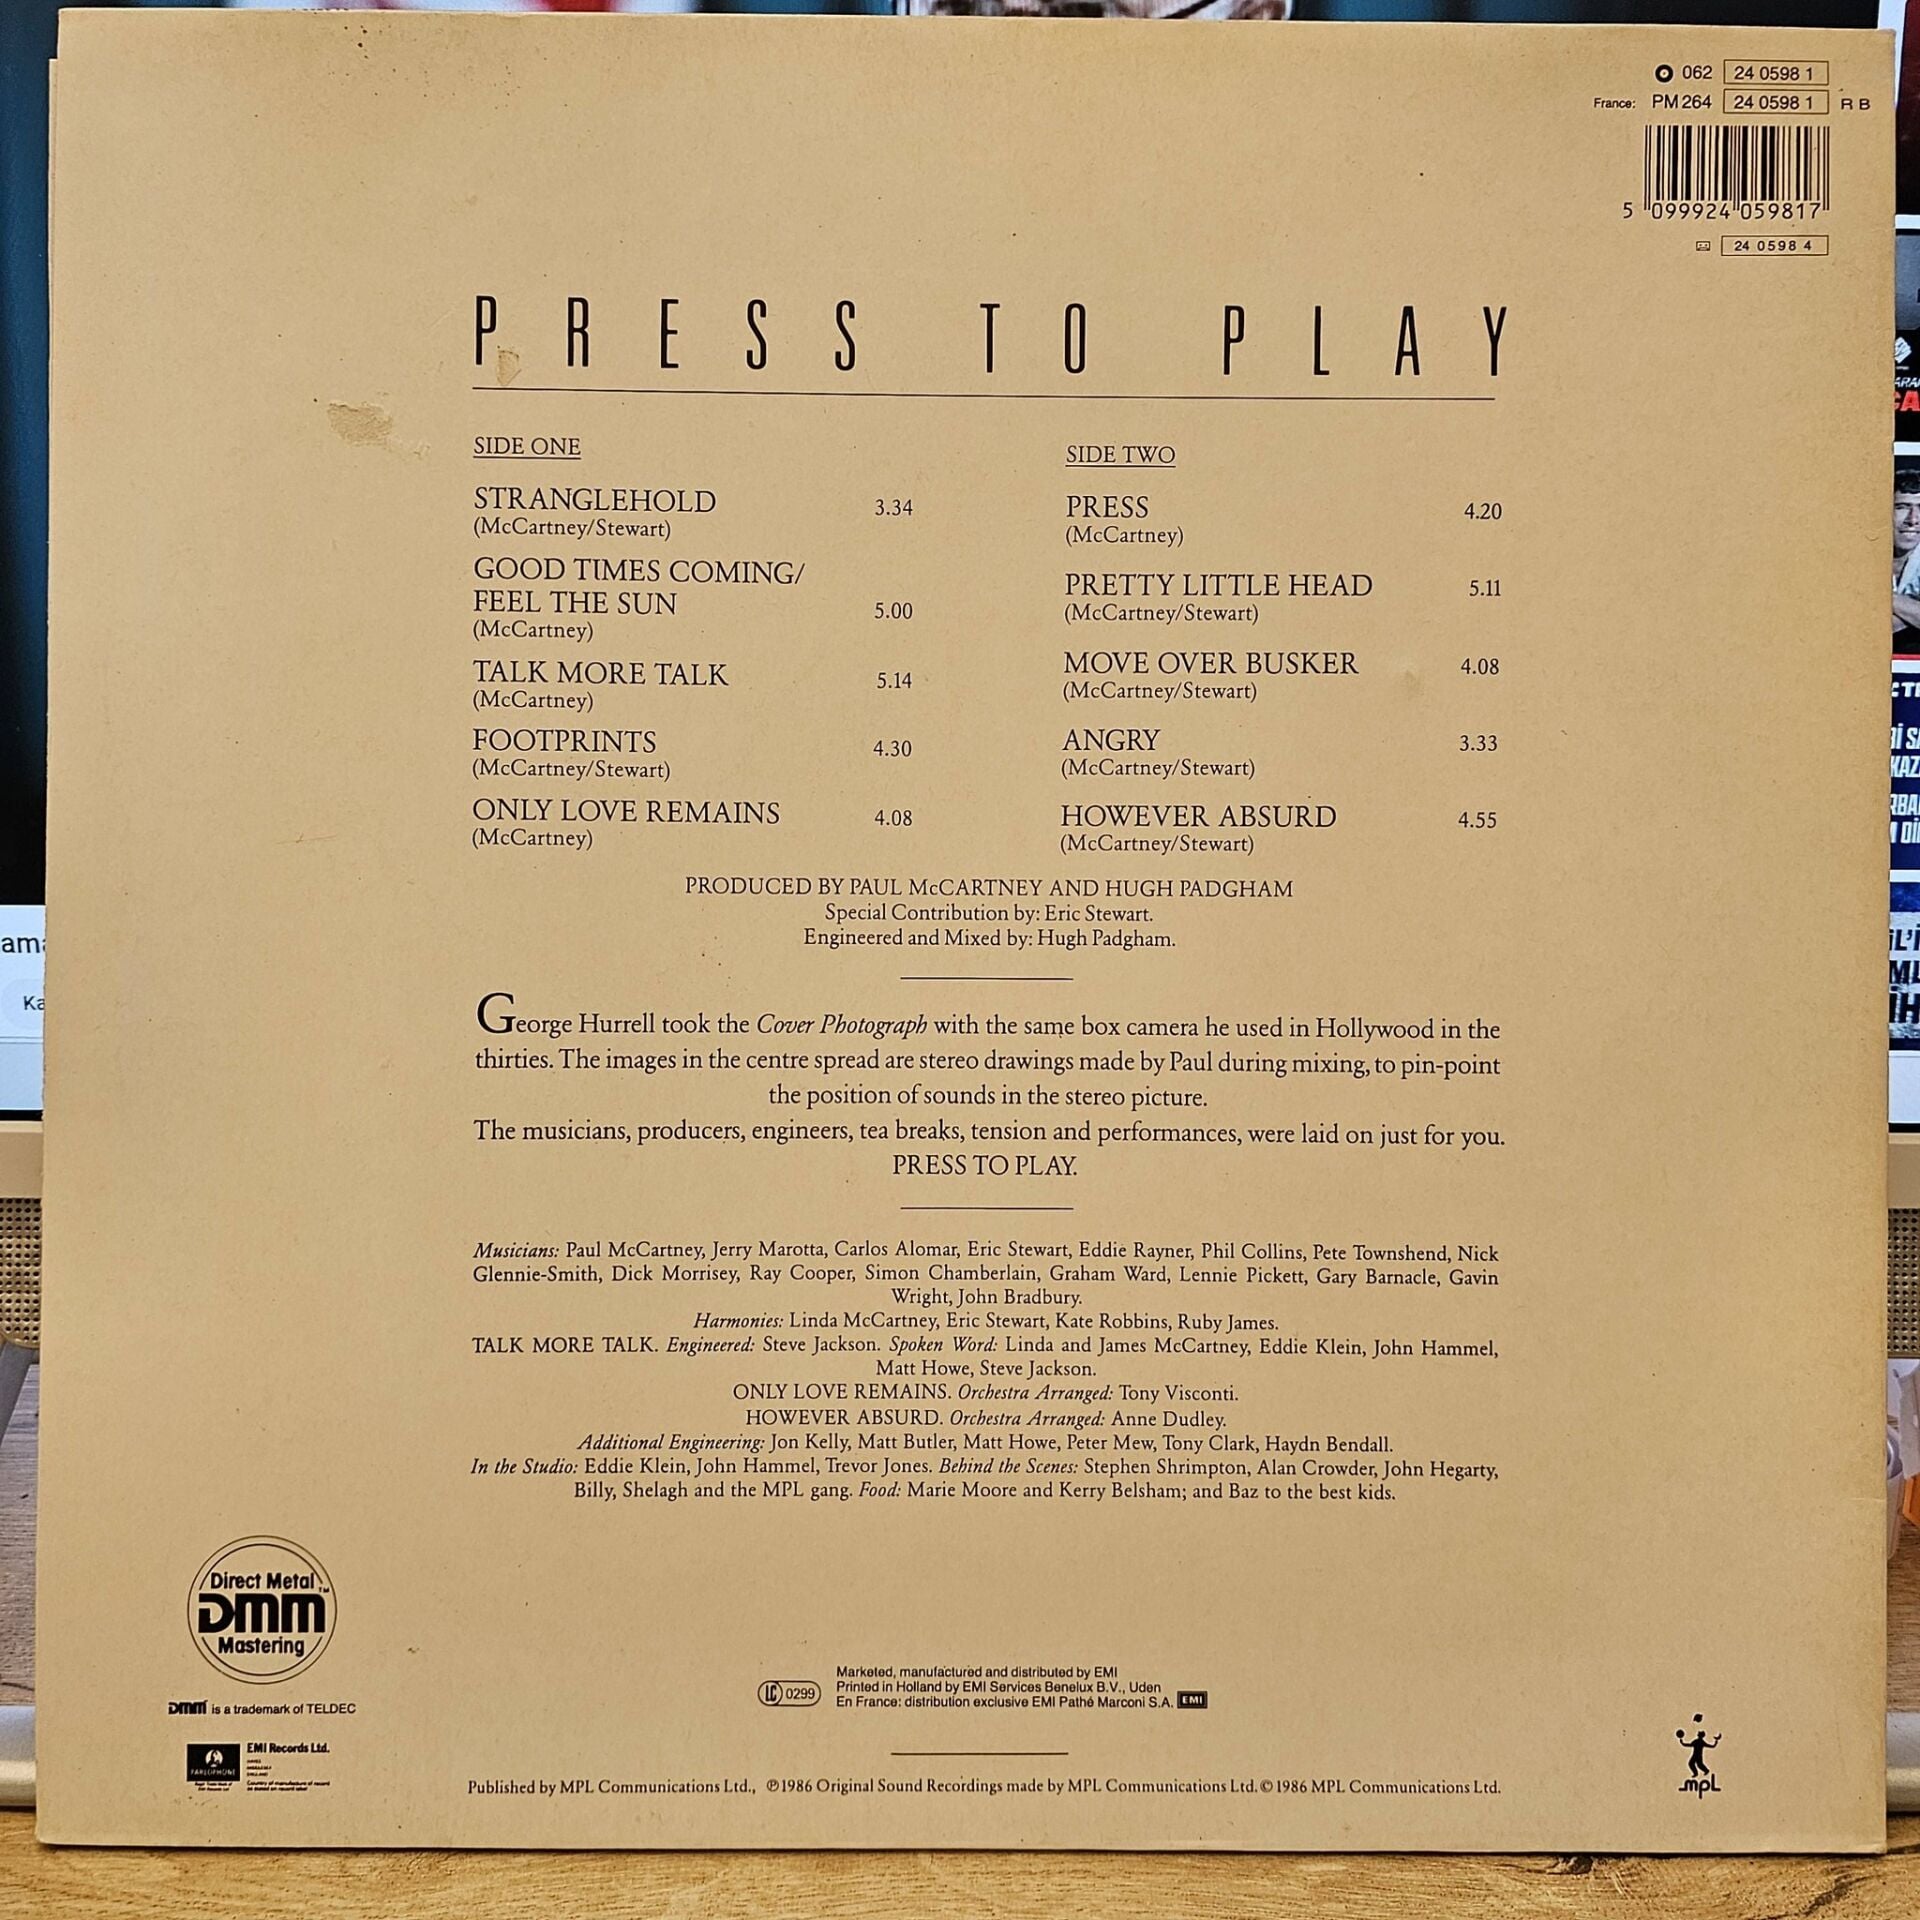 062 24 0598 1
France: PM 264 24 0598 1 R B
5 099924 059817
24 0598 4
PRESS TO PLAY
SIDE ONE
STRANGLEHOLD 3.34
(McCartney/Stewart)
GOOD TIMES COMING/
FEEL THE SUN 5.00
(McCartney)
TALK MORE TALK 5.14
(McCartney)
FOOTPRINTS 4.30
(McCartney/Stewart)
ONLY LOVE REMAINS 4.08
(McCartney)
SIDE TWO
PRESS 4.20
(McCartney)
PRETTY LITTLE HEAD 5.11
(McCartney/Stewart)
MOVE OVER BUSKER 4.08
(McCartney/Stewart)
ANGRY 3.33
(McCartney/Stewart)
HOWEVER ABSURD 4.55
(McCartney/Stewart)
PRODUCED BY PAUL McCARTNEY AND HUGH PADGHAM
Special Contribution by: Eric Stewart.
Engineered and Mixed by: Hugh Padgham.
George Hurrell took the Cover Photograph with the same box camera he used in Hollywood in the
thirties. The images in the centre spread are stereo drawings made by Paul during mixing, to pin-point
the position of sounds in the stereo picture.
The musicians, producers, engineers, tea breaks, tension and performances, were laid on just for you.
PRESS TO PLAY.
Musicians: Paul McCartney, Jerry Marotta, Carlos Alomar, Eric Stewart, Eddie Rayner, Phil Collins, Pete Townshend, Nick
Glennie-Smith, Dick Morrisey, Ray Cooper, Simon Chamberlain, Graham Ward, Lennie Pickett, Gary Barnacle, Gavin
Wright, John Bradbury.
Harmonies: Linda McCartney, Eric Stewart, Kate Robbins, Ruby James.
TALK MORE TALK. Engineered: Steve Jackson. Spoken Word: Linda and James McCartney, Eddie Klein, John Hammel,
Matt Howe, Steve Jackson.
ONLY LOVE REMAINS. Orchestra Arranged: Tony Visconti.
HOWEVER ABSURD. Orchestra Arranged: Anne Dudley.
Additional Engineering: Jon Kelly, Matt Butler, Matt Howe, Peter Mew, Tony Clark, Haydn Bendall.
In the Studio: Eddie Klein, John Hammel, Trevor Jones. Behind the Scenes: Stephen Shrimpton, Alan Crowder, John Hegarty,
Billy, Shelagh and the MPL gang. Food: Marie Moore and Kerry Belsham; and Baz to the best kids.
Direct Metal
DMM TM
Mastering
DMM is a trademark of TELDEC
PARLOPHONE
EMI Records Ltd.
LC 0299
Marketed, manufactured and distributed by EMI
Printed in Holland by EMI Services Benelux B.V., Uden
En France: distribution exclusive EMI Pathé Marconi S.A. EMI
Published by MPL Communications Ltd., ℗1986 Original Sound Recordings made by MPL Communications Ltd. © 1986 MPL Communications Ltd.
MPL